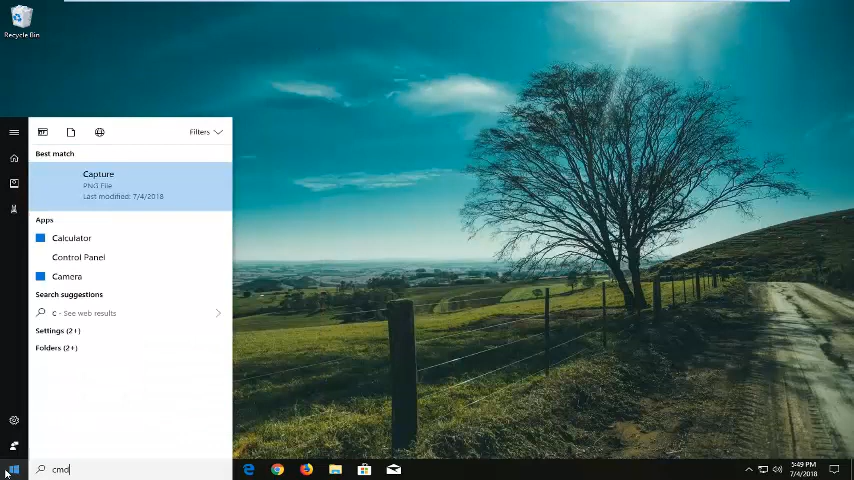 Recycle Bin
Filters
Best match
Capture
PNG File
Last modified: 7/4/2018
Apps
Calculator
Control Panel
Camera
Search suggestions
c - See web results
Settings (2+)
Folders (2+)
cmd
5:49 PM
7/4/2018